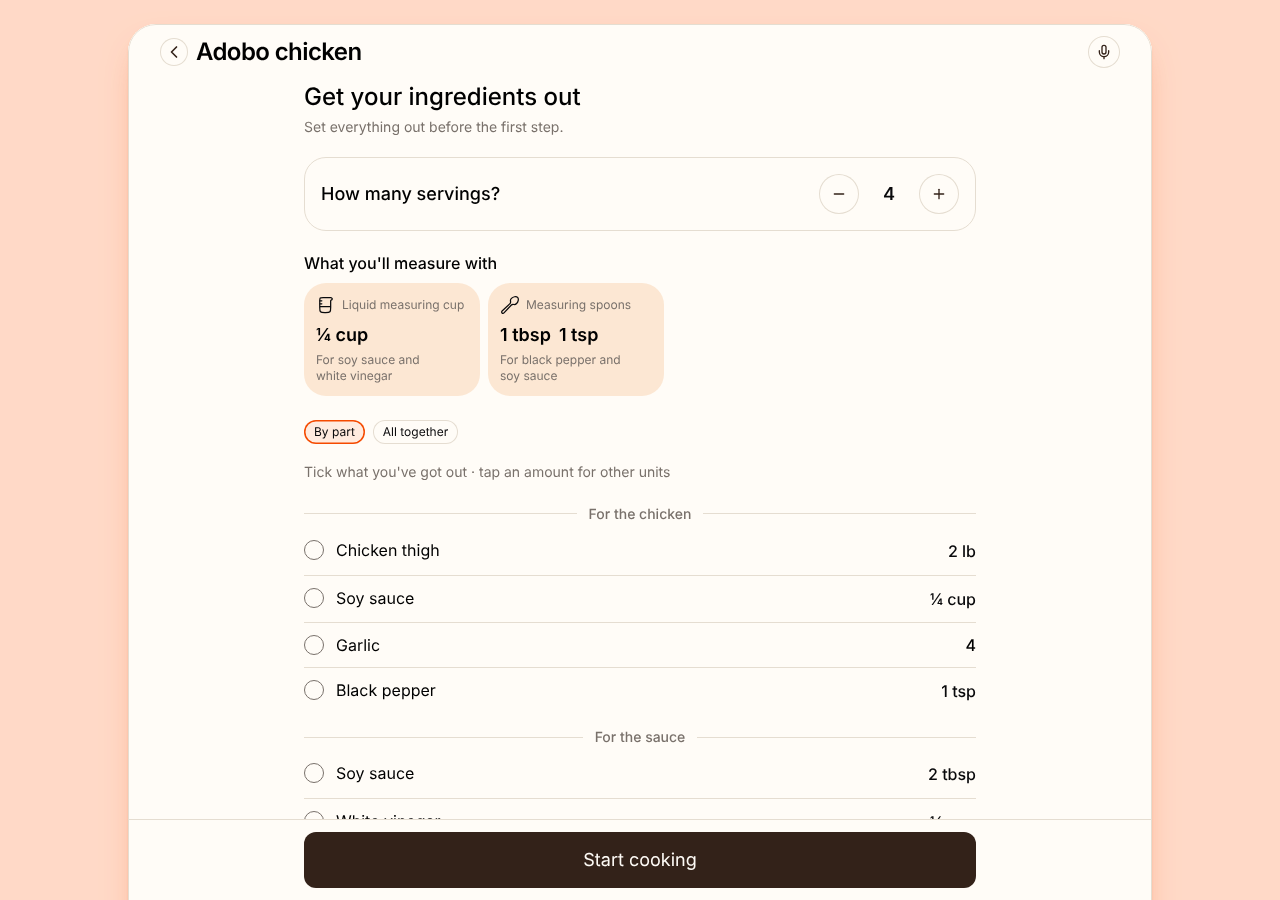 Adobo chicken
Get your ingredients out
Set everything out before the first step.
How many servings?
4
What you'll measure with
Liquid measuring cup
¼ cup
For soy sauce and
white vinegar
Measuring spoons
1 tbsp 1 tsp
For black pepper and
soy sauce
By part
All together
Tick what you've got out · tap an amount for other units
For the chicken
Chicken thigh
2 lb
Soy sauce
¼ cup
Garlic
4
Black pepper
1 tsp
For the sauce
Soy sauce
2 tbsp
White vinegar
Start cooking